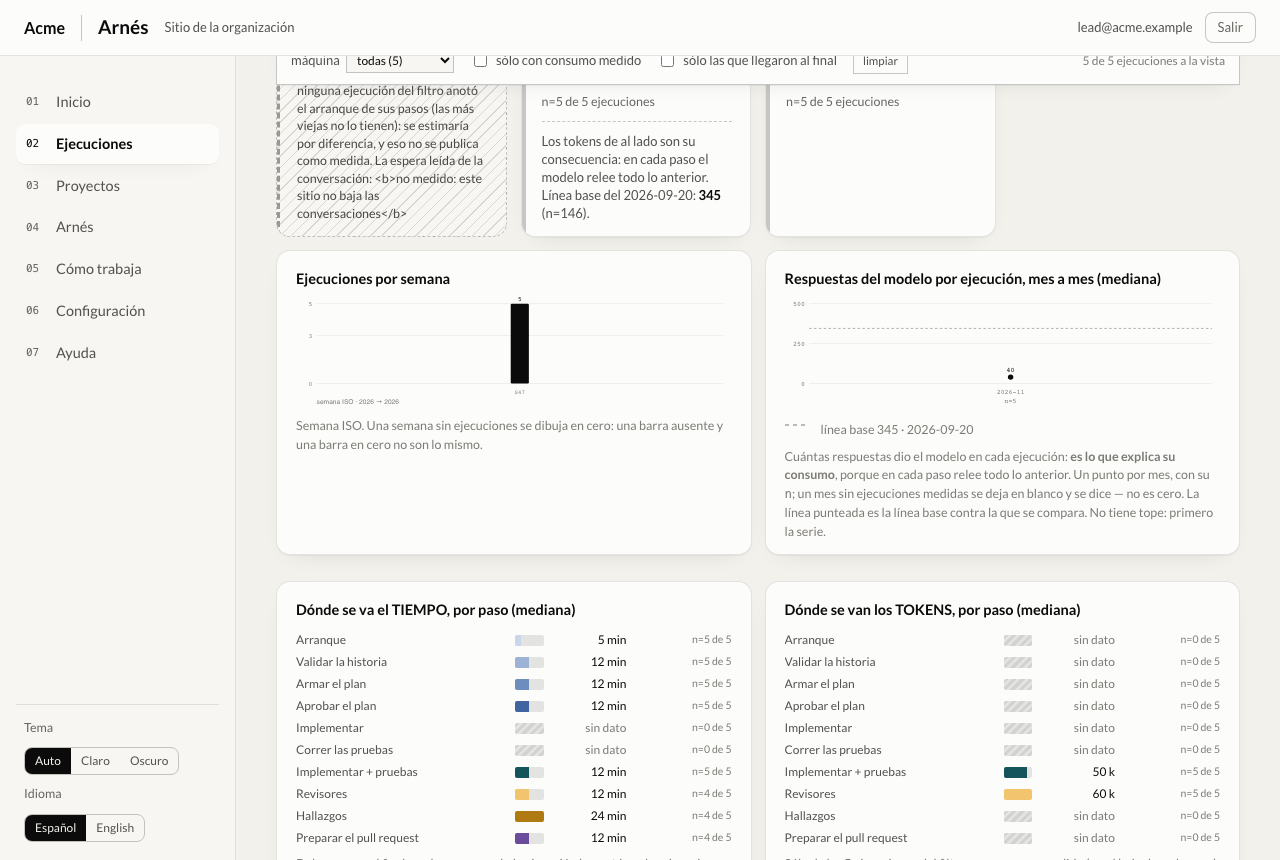 Acme
Arnés
Sitio de la organización
lead@acme.example
Salir
01 Inicio
02 Ejecuciones
03 Proyectos
04 Arnés
05 Cómo trabaja
06 Configuración
07 Ayuda
Tema
Auto Claro Oscuro
Idioma
Español English
máquina todas (5) sólo con consumo medido sólo las que llegaron al final limpiar 5 de 5 ejecuciones a la vista
ninguna ejecución del filtro anotó
el arranque de sus pasos (las más
viejas no lo tienen): se estimaría
por diferencia, y eso no se publica
como medida. La espera leída de la
conversación: <b>no medido: este
sitio no baja las
conversaciones</b>
n=5 de 5 ejecuciones
Los tokens de al lado son su
consecuencia: en cada paso el
modelo relee todo lo anterior.
Línea base del 2026-09-20: 345
(n=146).
n=5 de 5 ejecuciones
Ejecuciones por semana
5
5
3
0
S47
semana ISO · 2026 → 2026
Semana ISO. Una semana sin ejecuciones se dibuja en cero: una barra ausente y
una barra en cero no son lo mismo.
Respuestas del modelo por ejecución, mes a mes (mediana)
500
250
0
40
2026-11
n=5
línea base 345 · 2026-09-20
Cuántas respuestas dio el modelo en cada ejecución: es lo que explica su
consumo, porque en cada paso relee todo lo anterior. Un punto por mes, con su
n; un mes sin ejecuciones medidas se deja en blanco y se dice — no es cero. La
línea punteada es la línea base contra la que se compara. No tiene tope: primero
la serie.
Dónde se va el TIEMPO, por paso (mediana)
Arranque 5 min n=5 de 5
Validar la historia 12 min n=5 de 5
Armar el plan 12 min n=5 de 5
Aprobar el plan 12 min n=5 de 5
Implementar sin dato n=0 de 5
Correr las pruebas sin dato n=0 de 5
Implementar + pruebas 12 min n=5 de 5
Revisores 12 min n=4 de 5
Hallazgos 24 min n=4 de 5
Preparar el pull request 12 min n=4 de 5
Dónde se van los TOKENS, por paso (mediana)
Arranque sin dato n=0 de 5
Validar la historia sin dato n=0 de 5
Armar el plan sin dato n=0 de 5
Aprobar el plan sin dato n=0 de 5
Implementar sin dato n=0 de 5
Correr las pruebas sin dato n=0 de 5
Implementar + pruebas 50 k n=5 de 5
Revisores 60 k n=5 de 5
Hallazgos sin dato n=0 de 5
Preparar el pull request sin dato n=0 de 5